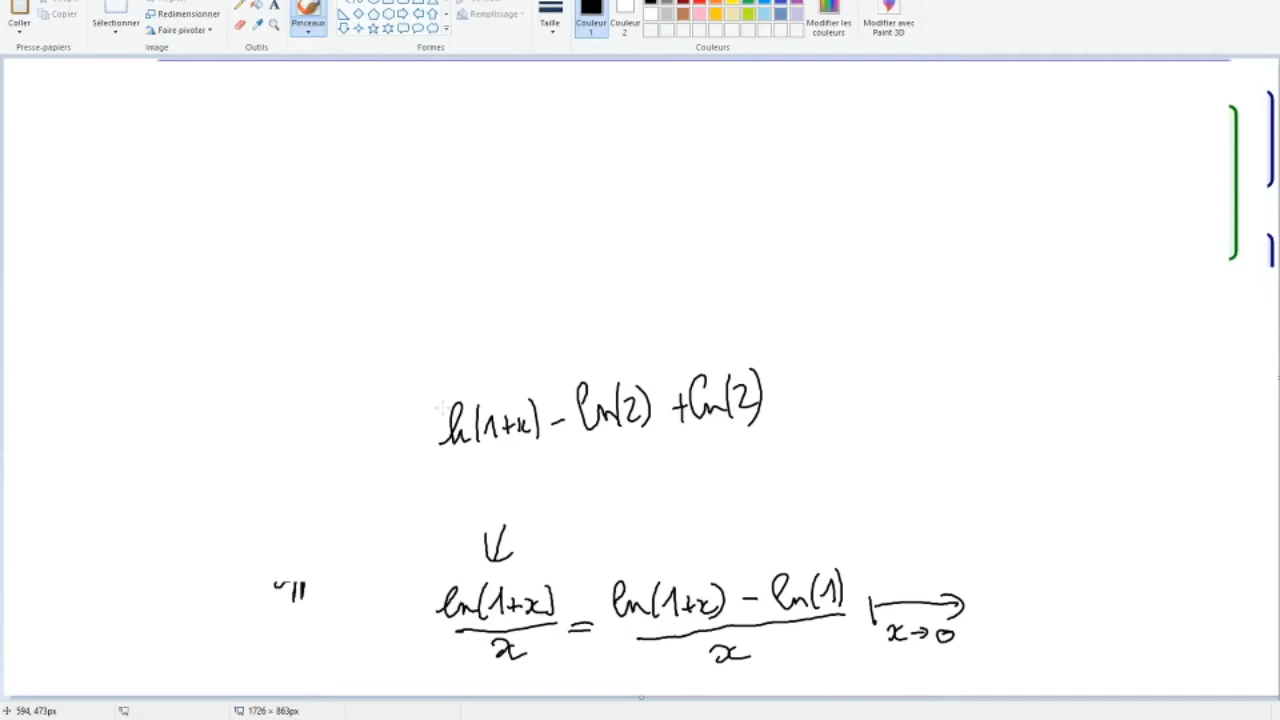 Coller
Sélectionner
Redimensionner
Faire pivoter
Pinceaux
Remplissage
Taille
Couleur 1
Couleur 2
Modifier les couleurs
Modifier avec Paint 3D
Copier
Presse-papiers
Image
Outils
Formes
Couleurs
ln(1+x) - ln(2) + ln(2)
ln(1+x)/x = (ln(1+x) - ln(1))/x ⟼
x→0
594, 473px
1726 × 863px